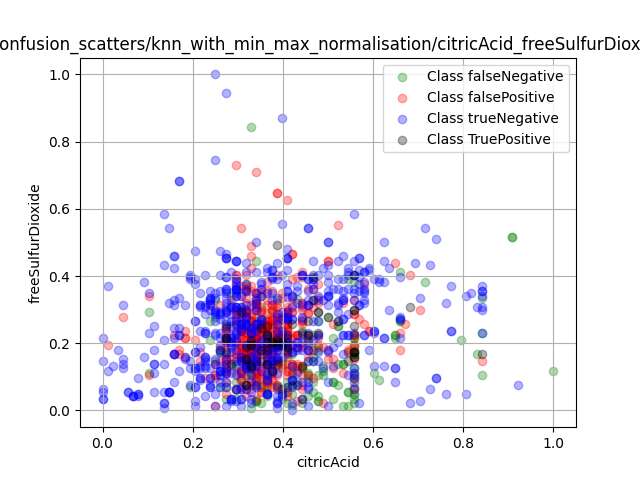 onfusion_scatters/knn_with_min_max_normalisation/citricAcid_freeSulfurDiox
Class falseNegative
Class falsePositive
Class trueNegative
Class TruePositive
1.0
0.8
0.6
0.4
0.2
0.0
freeSulfurDioxide
0.0 0.2 0.4 0.6 0.8 1.0
citricAcid